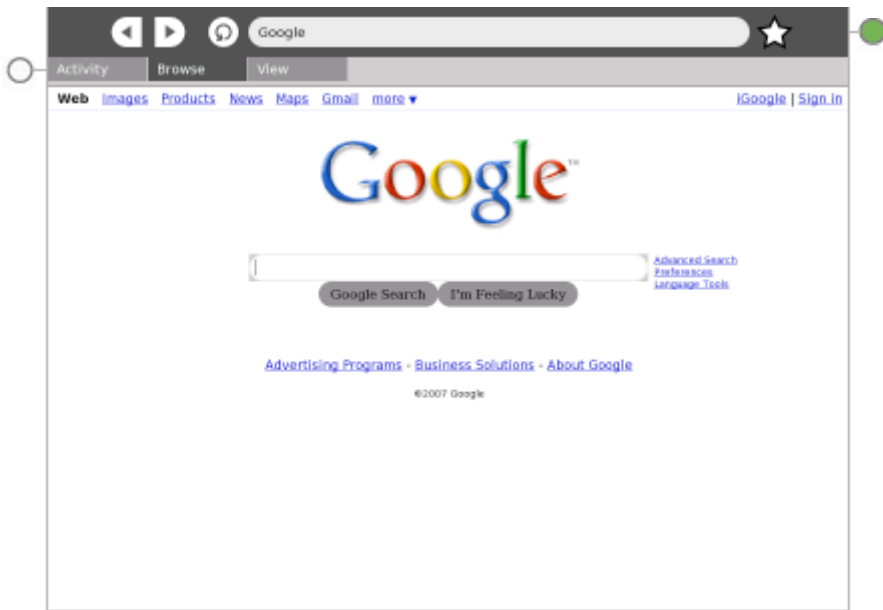 Google
Activity Browse View
Web Images Products News Maps Gmail more ▼ iGoogle | Sign in
Google™
Advanced Search
Preferences
Language Tools
Google Search I'm Feeling Lucky
Advertising Programs - Business Solutions - About Google
©2007 Google